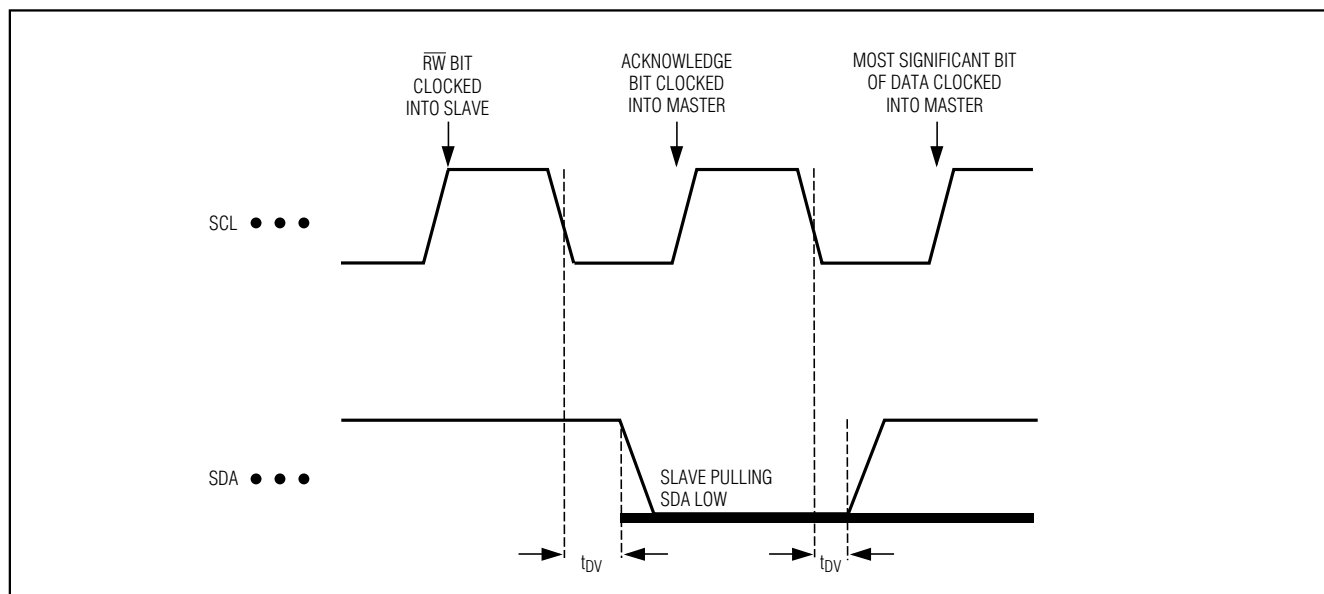 R̅W̅ BIT
CLOCKED
INTO SLAVE
ACKNOWLEDGE
BIT CLOCKED
INTO MASTER
MOST SIGNIFICANT BIT
OF DATA CLOCKED
INTO MASTER
SCL
SDA
SLAVE PULLING
SDA LOW
tDV
tDV